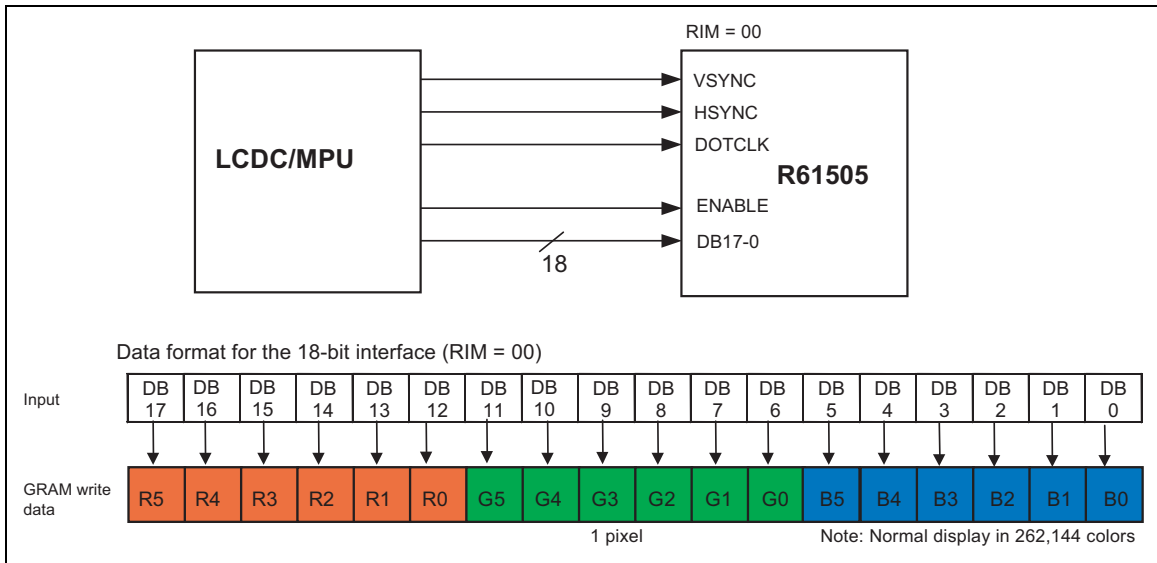 RIM = 00
LCDC/MPU
VSYNC
HSYNC
DOTCLK
R61505
ENABLE
DB17-0
18
Data format for the 18-bit interface (RIM = 00)
Input
DB 17 DB 16 DB 15 DB 14 DB 13 DB 12 DB 11 DB 10 DB 9 DB 8 DB 7 DB 6 DB 5 DB 4 DB 3 DB 2 DB 1 DB 0
GRAM write data
R5 R4 R3 R2 R1 R0 G5 G4 G3 G2 G1 G0 B5 B4 B3 B2 B1 B0
1 pixel
Note: Normal display in 262,144 colors